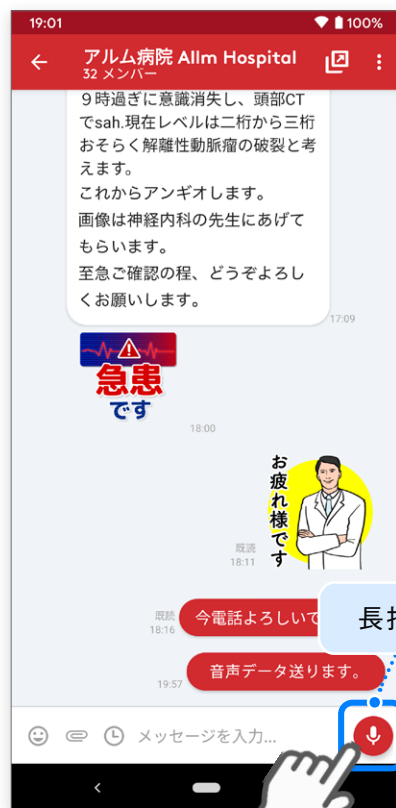 19:01
100%
アルム病院 Allm Hospital
32 メンバー
９時過ぎに意識消失し、頭部CT
でsah.現在レベルは二桁から三桁
おそらく解離性動脈瘤の破裂と考
えます。
これからアンギオします。
画像は神経内科の先生にあげて
もらいます。
至急ご確認の程、どうぞよろし
くお願いします。
17:09
急患
です
18:00
お疲れ様です
既読
18:11
既読
18:16
今電話よろしいで
長押
音声データ送ります。
19:57
メッセージを入力...